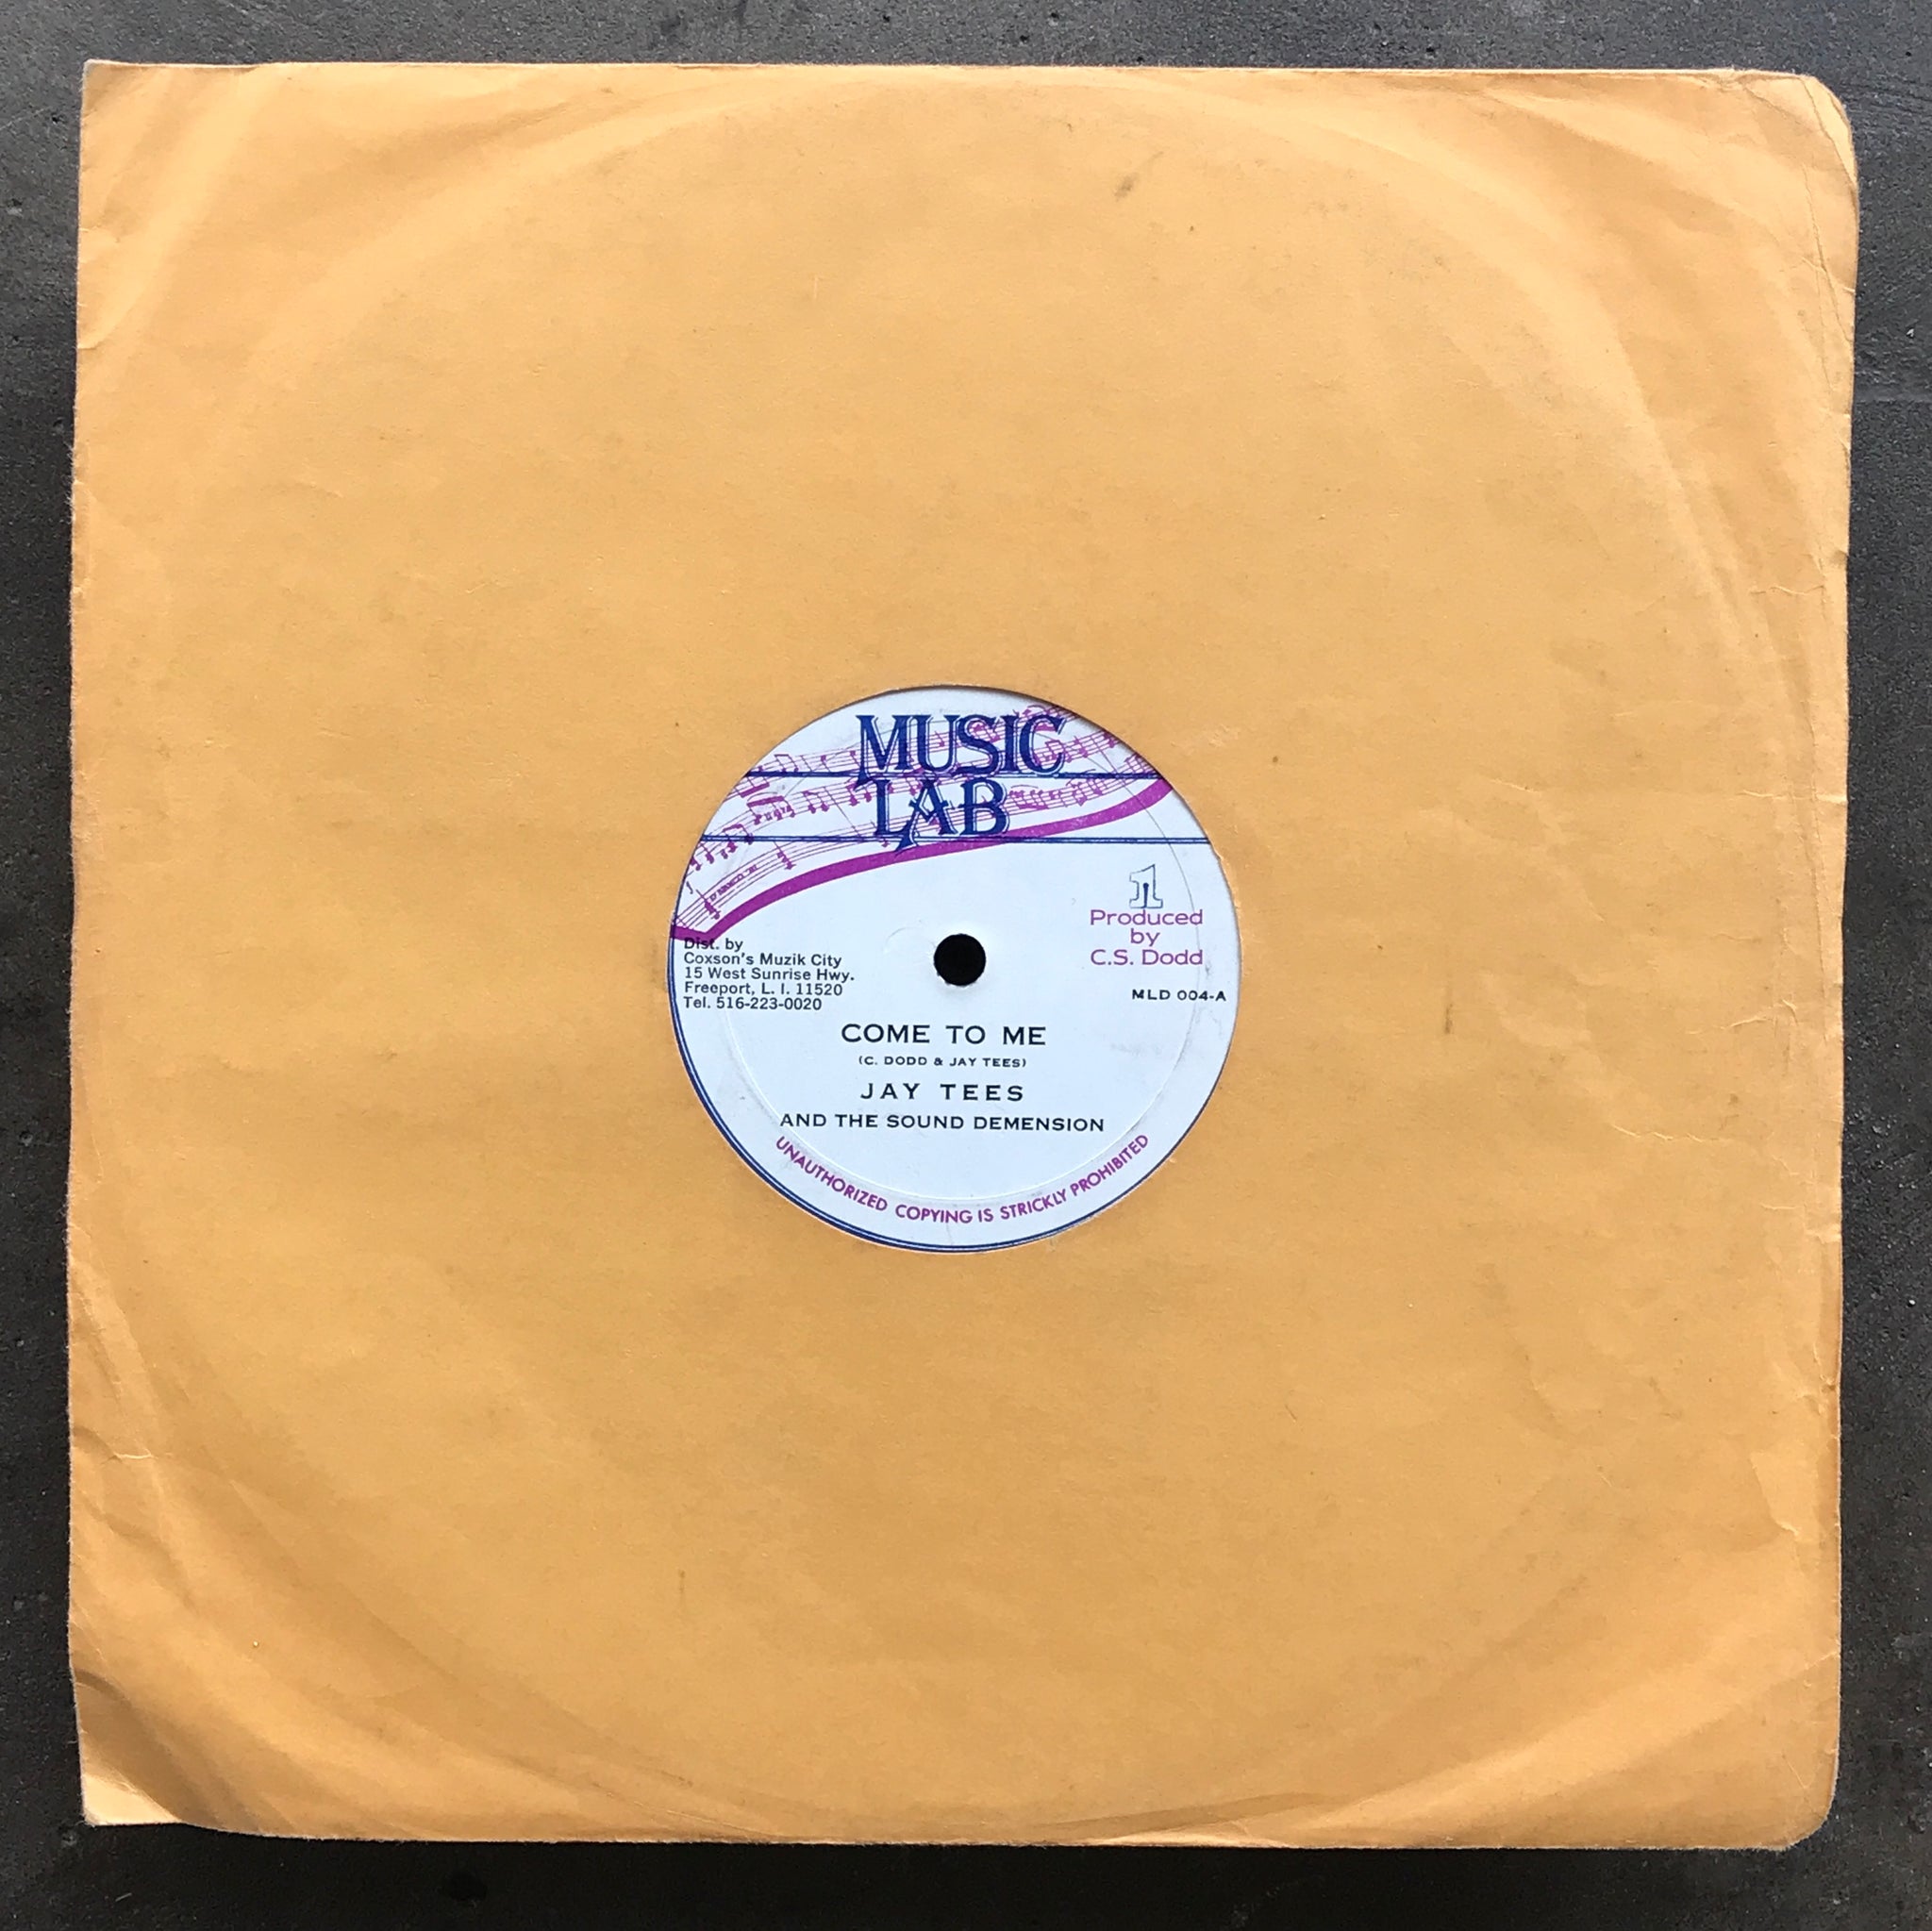 MUSIC
LAB
1
Produced
by
C.S. Dodd
Dist. by
Coxson's Muzik City
15 West Sunrise Hwy.
Freeport, L. I. 11520
Tel. 516-223-0020
MLD 004-A
COME TO ME
(C. DODD & JAY TEES)
JAY TEES
AND THE SOUND DEMENSION
UNAUTHORIZED COPYING IS STRICKLY PROHIBITED